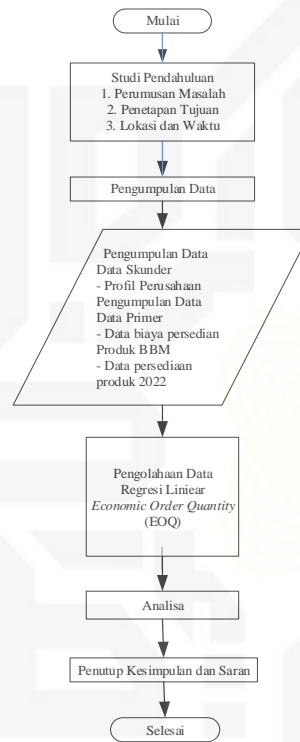 Mulai
Studi Pendahuluan
1. Perumusan Masalah
2. Penetapan Tujuan
3. Lokasi dan Waktu
Pengumpulan Data
Pengumpulan Data
Data Skunder
- Profil Perusahaan
Pengumpulan Data
Data Primer
- Data biaya persedian
Produk BBM
- Data persediaan
produk 2022
Pengolahaan Data
Regresi Liniear
Economic Order Quantity
(EOQ)
Analisa
Penutup Kesimpulan dan Saran
Selesai